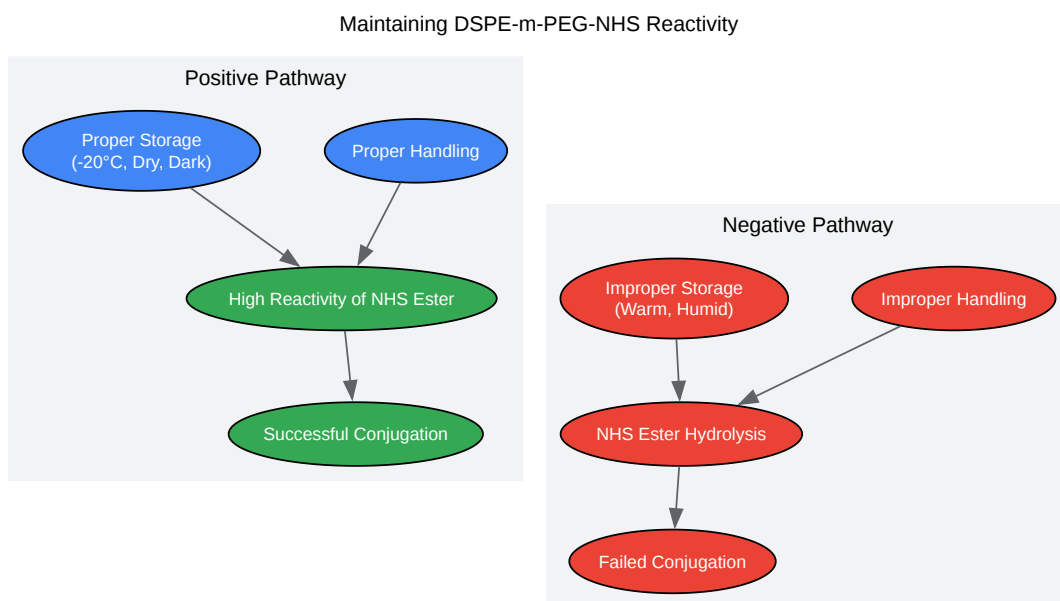 Maintaining DSPE-m-PEG-NHS Reactivity
Positive Pathway
Proper Storage
(-20°C, Dry, Dark)
Proper Handling
High Reactivity of NHS Ester
Successful Conjugation
Negative Pathway
Improper Storage
(Warm, Humid)
Improper Handling
NHS Ester Hydrolysis
Failed Conjugation